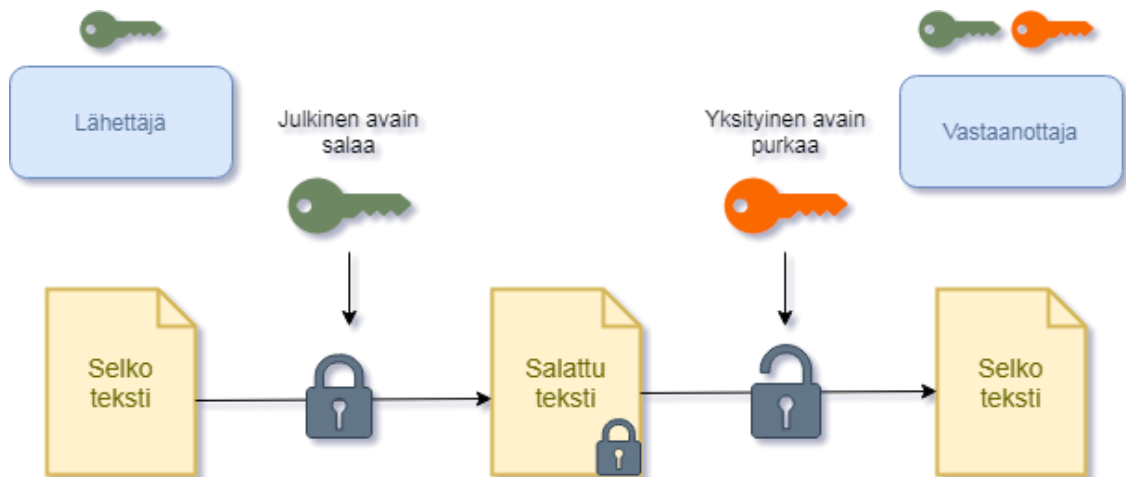 Lähettäjä
Julkinen avain
salaa
Yksityinen avain
purkaa
Vastaanottaja
Selko
teksti
Salattu
teksti
Selko
teksti